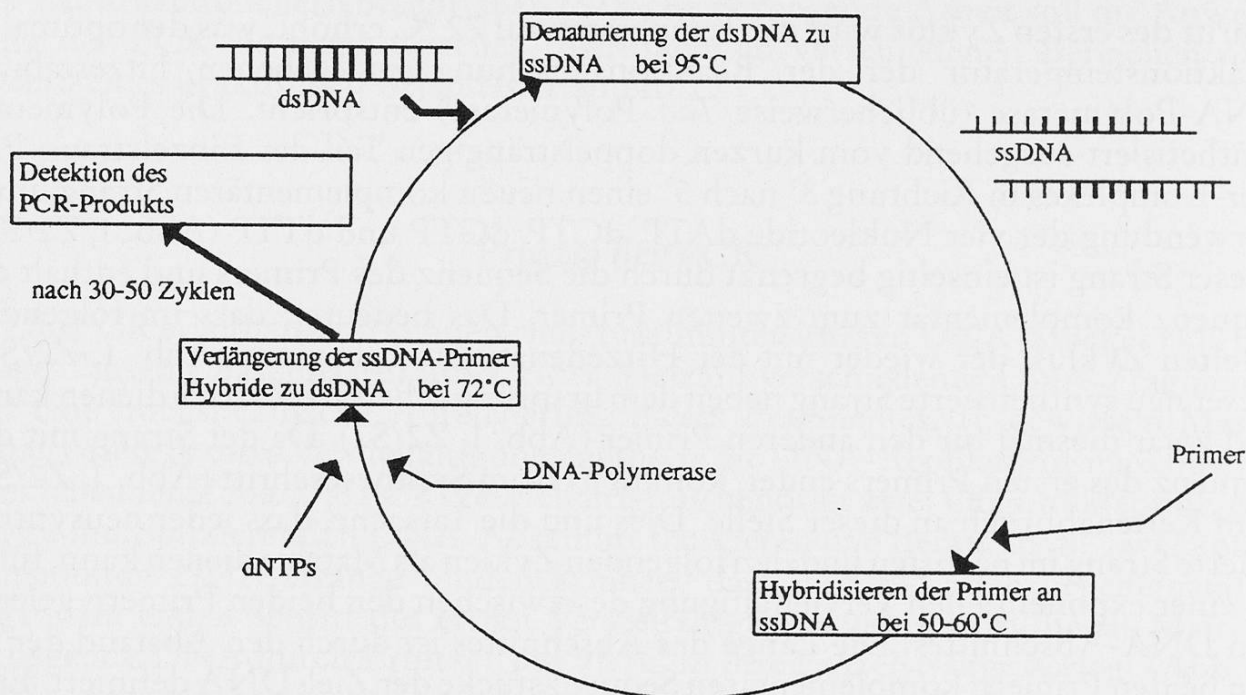 Denaturierung der dsDNA zu
ssDNA bei 95°C
dsDNA
ssDNA
Detektion des
PCR-Produkts
nach 30-50 Zyklen
Verlängerung der ssDNA-Primer-
Hybride zu dsDNA bei 72°C
DNA-Polymerase
Primer
dNTPs
Hybridisieren der Primer an
ssDNA bei 50-60°C